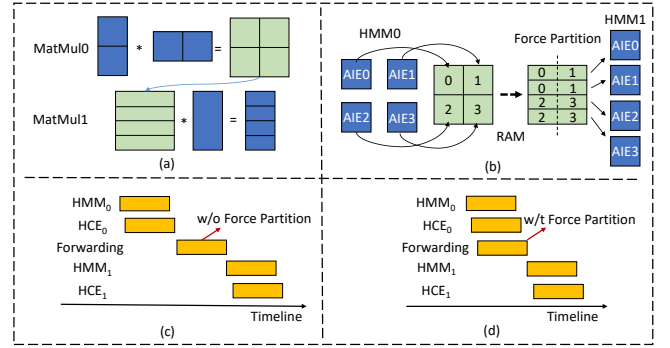 MatMul0
*
=
MatMul1
*
=
(a)
HMM0
HMM1
AIE0
AIE1
AIE2
AIE3
0 1
2 3
RAM
Force Partition
0 1
0 1
2 3
2 3
AIE0
AIE1
AIE2
AIE3
(b)
HMM0
HCE0
w/o Force Partition
Forwarding
HMM1
HCE1
Timeline
(c)
HMM0
HCE0
w/t Force Partition
Forwarding
HMM1
HCE1
Timeline
(d)